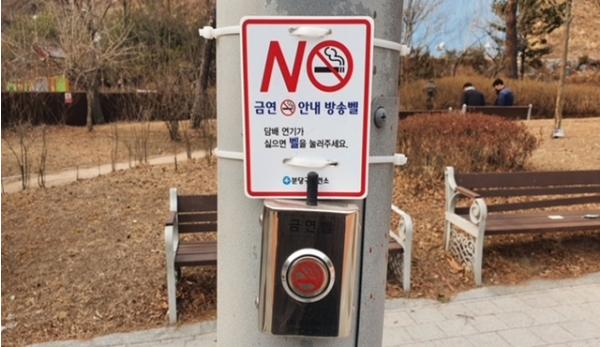 NO
금연 안내 방송벨
담배 연기가
싫으면 벨을 눌러주세요.
분당구보건소
금연벨